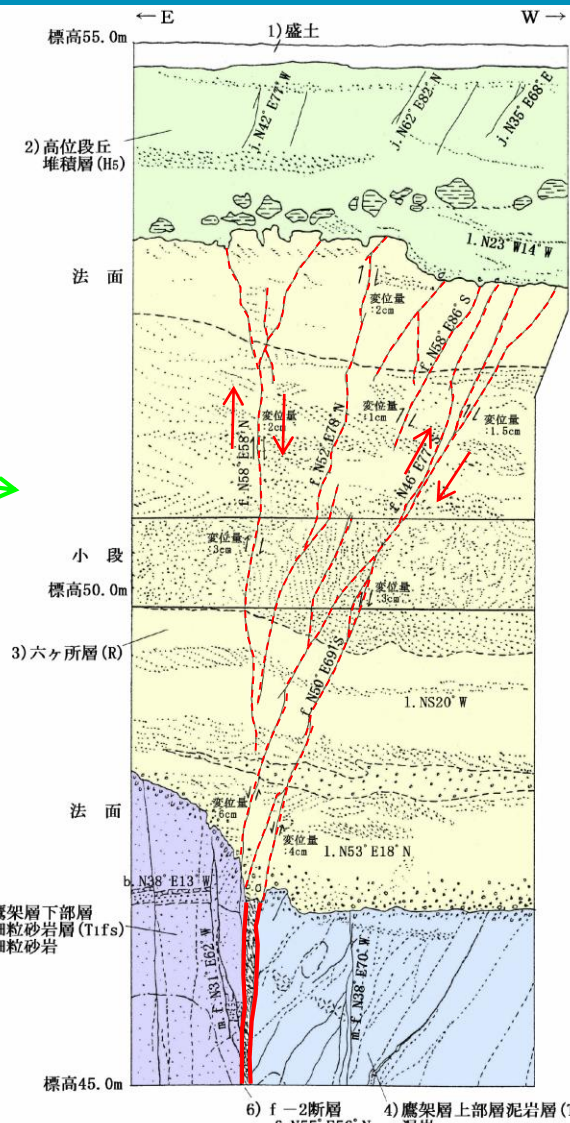 ← E
W →
標高55.0m
1)盛土
j.N42°E77°W
j.N62°E82°N
j.N35°E68°E
2)高位段丘
堆積層(H5)
l.N23°W14°W
法 面
変位量
:2cm
f.N58°E86°S
変位量
:2cm
変位量
:1cm
変位量
:1.5cm
f.N58°E58°N
f.N52°E78°N
f.N46°E77°S
変位量
:3cm
小 段
変位量
:3cm
標高50.0m
3)六ヶ所層(R)
f.N50°E691S
l.NS20°W
法 面
変位量
:6cm
変位量
:4cm
l.N53°E18°N
b.N38°E13°W
鷹架層下部層
細粒砂岩層(T1fs)
細粒砂岩
m.f.N31°E62°W
m.f.N38°E70°W
標高45.0m
6) f-2断層
4)鷹架層上部層泥岩層(T